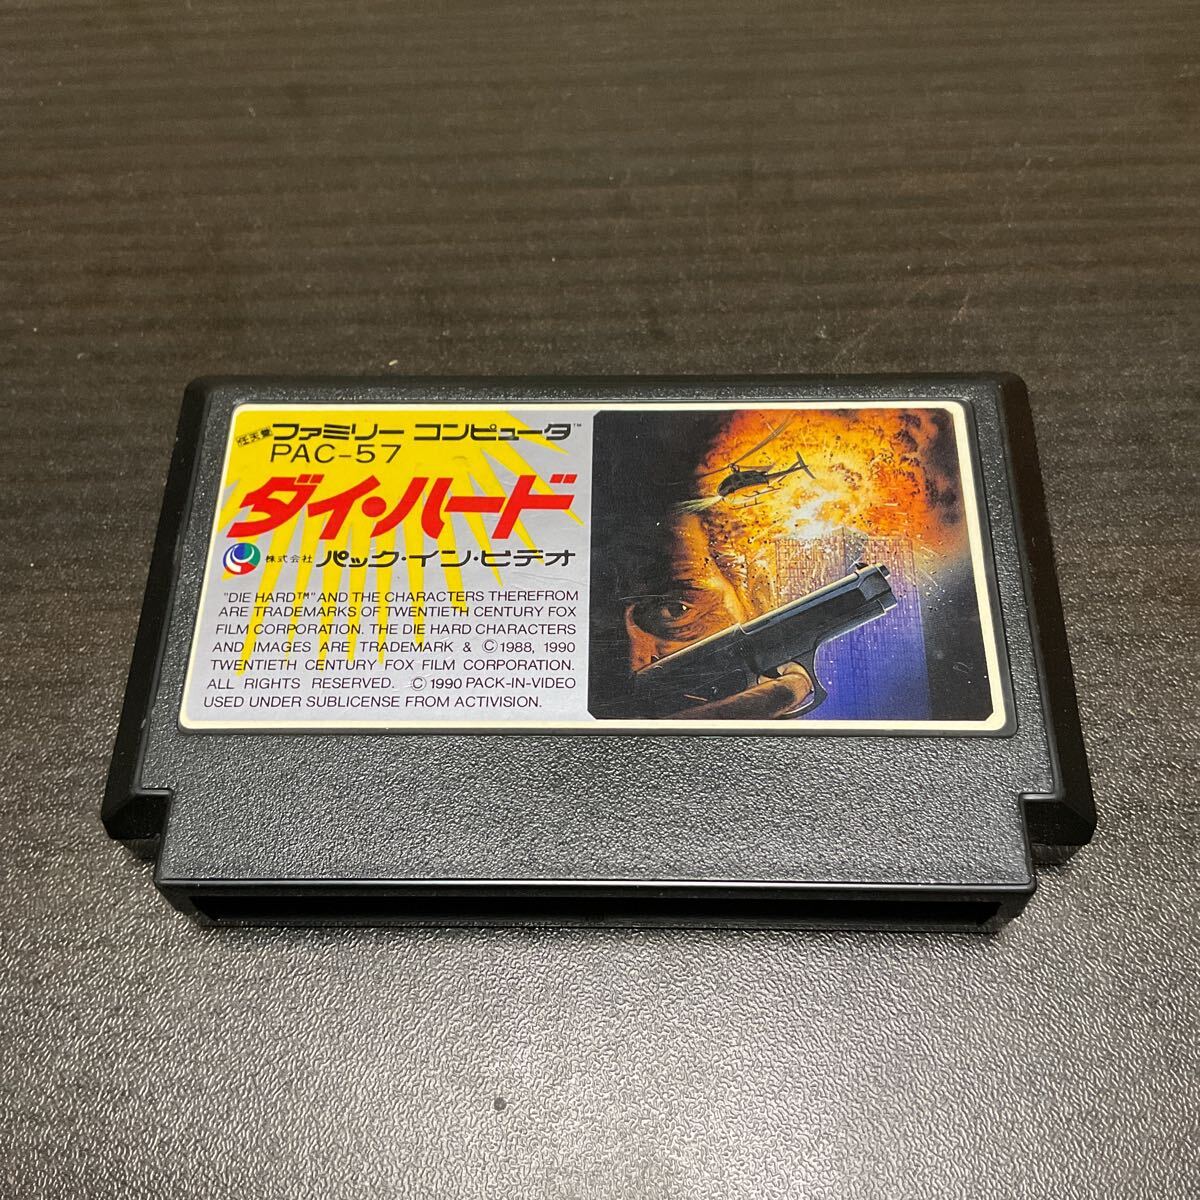 任天堂 ファミリー コンピュータ™
PAC-57
ダイ・ハード
株式会社 パック・イン・ビデオ
"DIE HARD™" AND THE CHARACTERS THEREFROM
ARE TRADEMARKS OF TWENTIETH CENTURY FOX
FILM CORPORATION. THE DIE HARD CHARACTERS
AND IMAGES ARE TRADEMARK & ©1988, 1990
TWENTIETH CENTURY FOX FILM CORPORATION.
ALL RIGHTS RESERVED. ©1990 PACK-IN-VIDEO
USED UNDER SUBLICENSE FROM ACTIVISION.